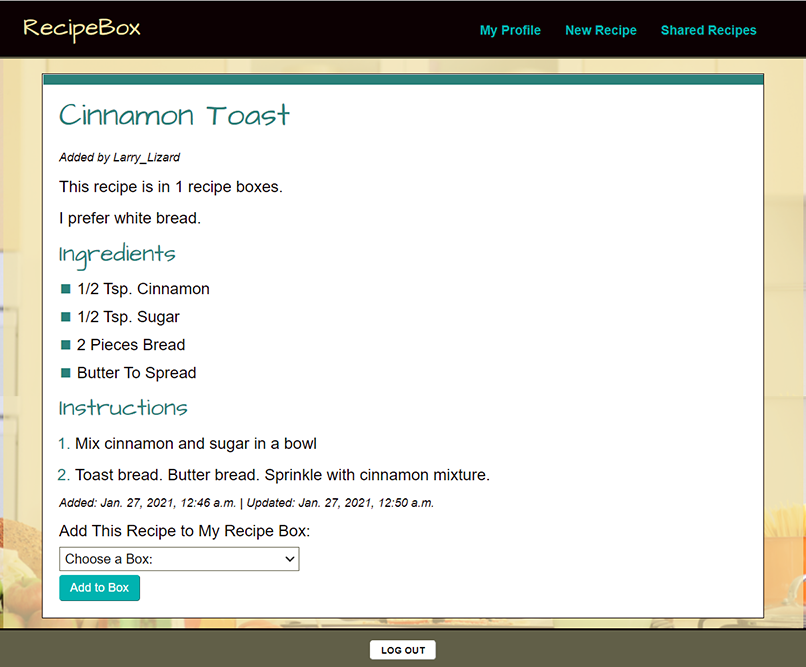 RecipeBox
My Profile New Recipe Shared Recipes
Cinnamon Toast
Added by Larry_Lizard
This recipe is in 1 recipe boxes.
I prefer white bread.
Ingredients
1/2 Tsp. Cinnamon
1/2 Tsp. Sugar
2 Pieces Bread
Butter To Spread
Instructions
1. Mix cinnamon and sugar in a bowl
2. Toast bread. Butter bread. Sprinkle with cinnamon mixture.
Added: Jan. 27, 2021, 12:46 a.m. | Updated: Jan. 27, 2021, 12:50 a.m.
Add This Recipe to My Recipe Box:
Choose a Box:
Add to Box
LOG OUT